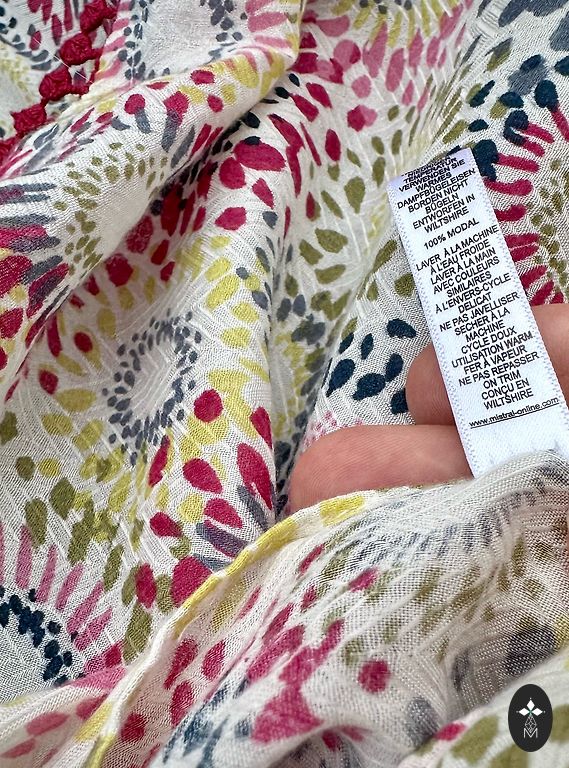 TEMPERATUR
WARME
DAMPFBÜGELEISEN
BORDEN NICHT
BÜGELN
ENTWORFEN IN
WILTSHIRE
100% MODAL
LAVER À LA MACHINE
À L'EAU FROIDE
LAVER À LA MAIN
AVEC COULEURS
SIMILAIRES
À L'ENVERS CYCLE
DÉLICAT
NE PAS JAVELLISER
SÉCHER À LA
MACHINE
CYCLE DOUX
UTILISATION WARM
FER À VAPEUR
NE PAS REPASSER
ON TRIM
CONÇU EN
WILTSHIRE
www.mistral-online.com
M